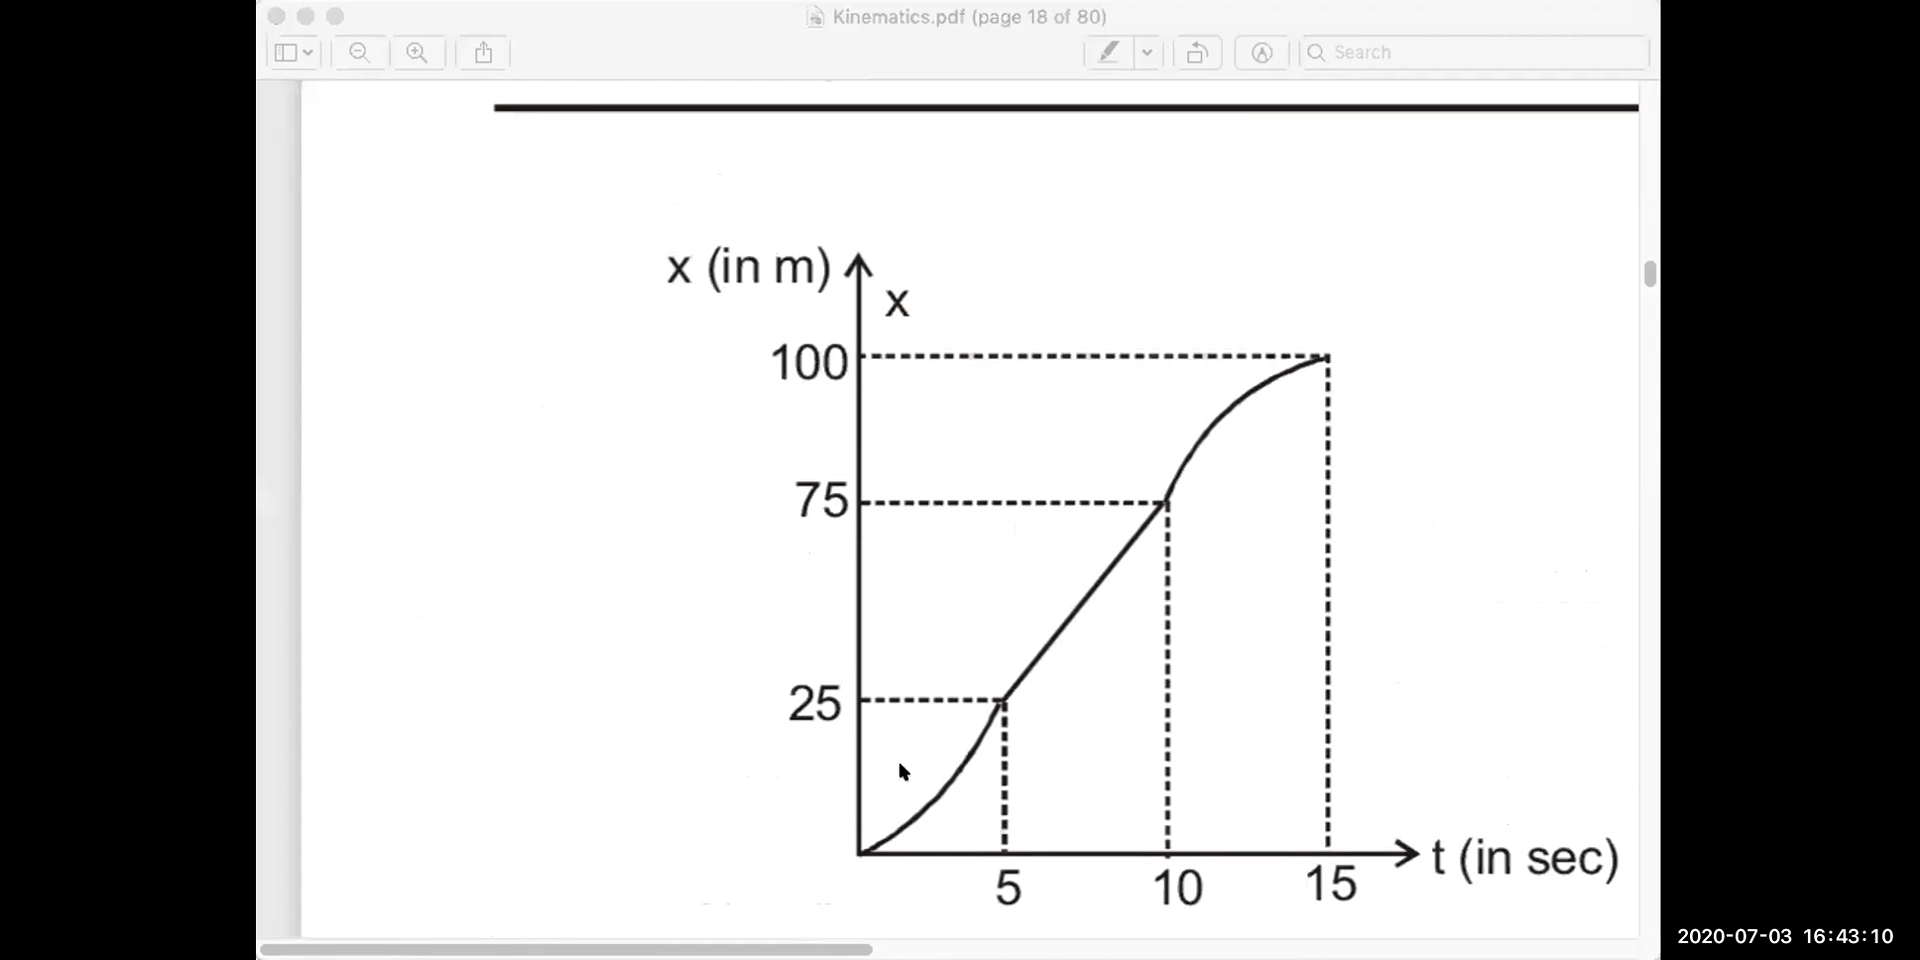 Kinematics.pdf (page 18 of 80)
Search
x (in m)
x
100
75
25
5
10
15
t (in sec)
2020-07-03 16:43:10